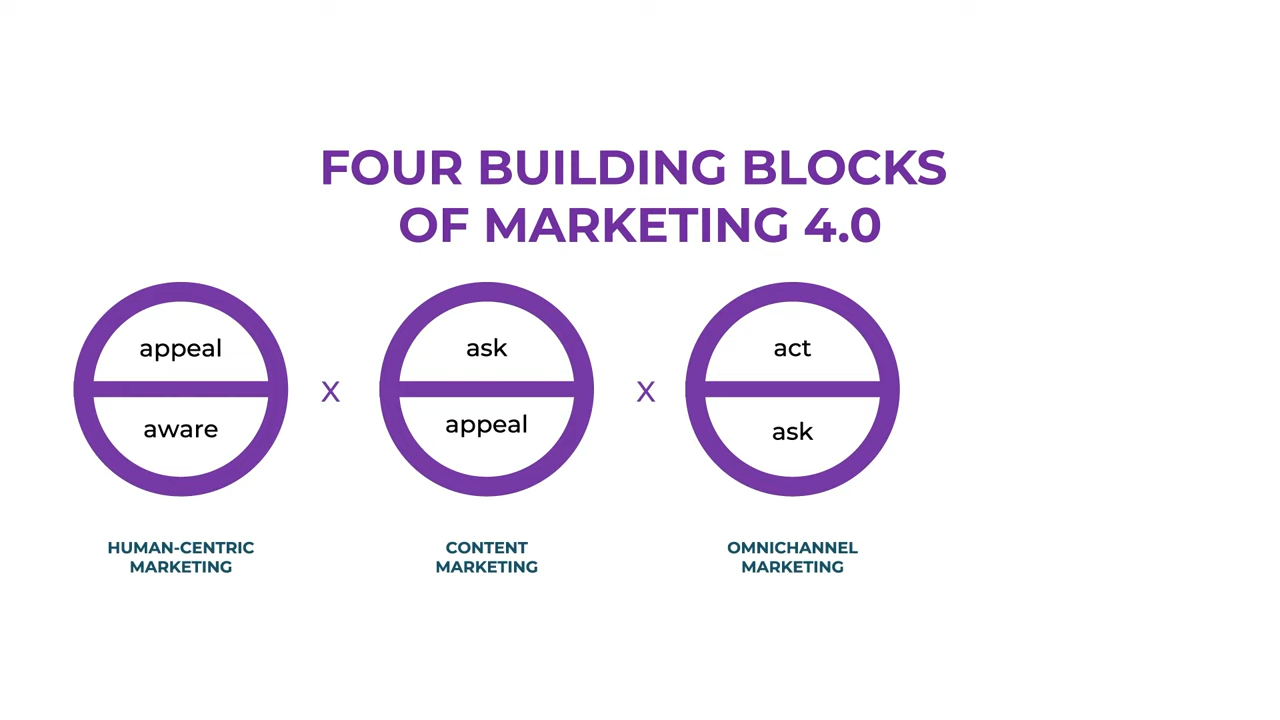 FOUR BUILDING BLOCKS
OF MARKETING 4.0
appeal
aware
HUMAN-CENTRIC
MARKETING
x
ask
appeal
CONTENT
MARKETING
x
act
ask
OMNICHANNEL
MARKETING